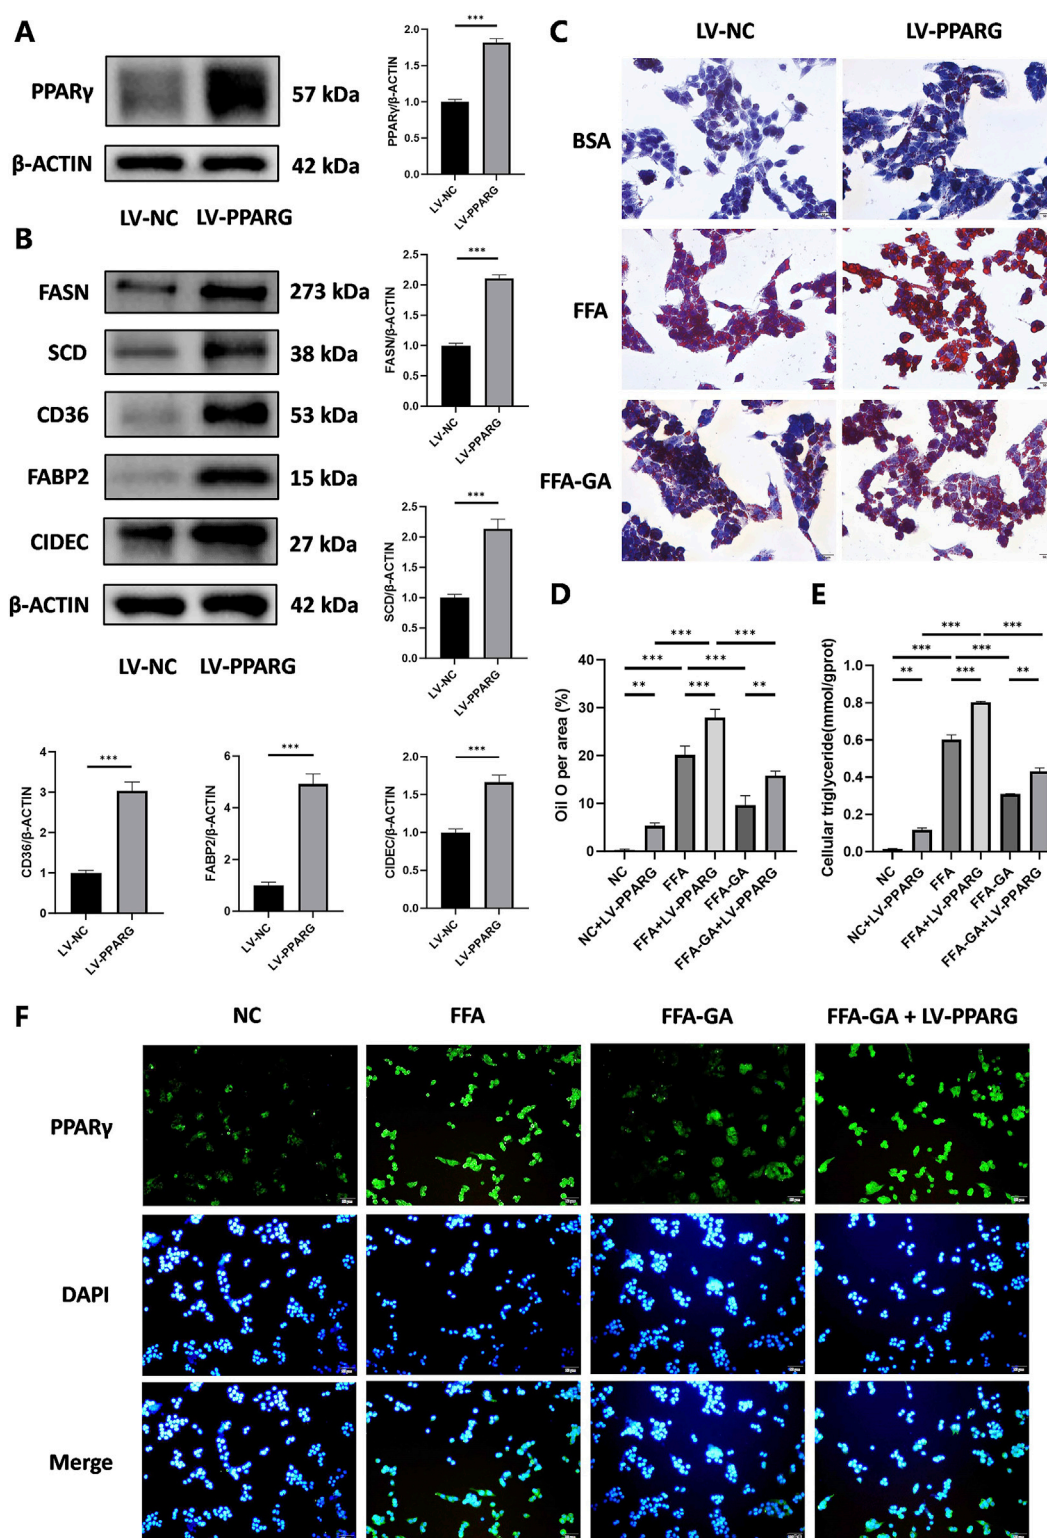 A
PPARγ
57 kDa
β-ACTIN
42 kDa
LV-NC LV-PPARG
***
PPARγ/β-ACTIN
2.0
1.5
1.0
0.5
0.0
LV-NC
LV-PPARG
B
FASN
273 kDa
SCD
38 kDa
CD36
53 kDa
FABP2
15 kDa
CIDEC
27 kDa
β-ACTIN
42 kDa
LV-NC LV-PPARG
***
FASN/β-ACTIN
2.5
2.0
1.5
1.0
0.5
0.0
LV-NC
LV-PPARG
***
SCD/β-ACTIN
2.5
2.0
1.5
1.0
0.5
0.0
LV-NC
LV-PPARG
***
CD36/β-ACTIN
4
3
2
1
0
LV-NC
LV-PPARG
***
FABP2/β-ACTIN
6
4
2
0
LV-NC
LV-PPARG
***
CIDEC/β-ACTIN
2.0
1.5
1.0
0.5
0.0
LV-NC
LV-PPARG
C
LV-NC LV-PPARG
BSA
FFA
FFA-GA
D
*** ***
*** ***
** *** **
Oil O per area (%)
40
30
20
10
0
NC
NC+LV-PPARG
FFA
FFA+LV-PPARG
FFA-GA
FFA-GA+LV-PPARG
E
*** ***
*** ***
** *** **
Cellular triglyceride(mmol/gprot)
1.0
0.8
0.6
0.4
0.2
0.0
NC
NC+LV-PPARG
FFA
FFA+LV-PPARG
FFA-GA
FFA-GA+LV-PPARG
F
NC FFA FFA-GA FFA-GA + LV-PPARG
PPARγ
DAPI
Merge